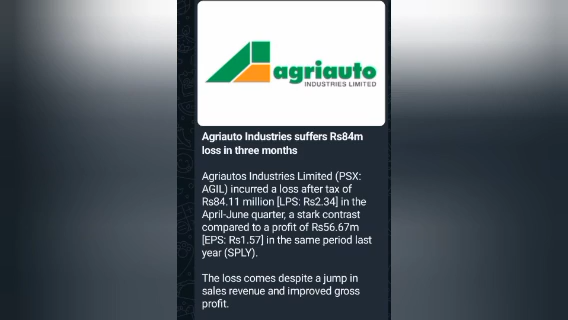 agriauto
INDUSTRIES LIMITED
Agriauto Industries suffers Rs84m
loss in three months
Agriautos Industries Limited (PSX:
AGIL) incurred a loss after tax of
Rs84.11 million [LPS: Rs2.34] in the
April-June quarter, a stark contrast
compared to a profit of Rs56.67m
[EPS: Rs1.57] in the same period last
year (SPLY).
The loss comes despite a jump in
sales revenue and improved gross
profit.